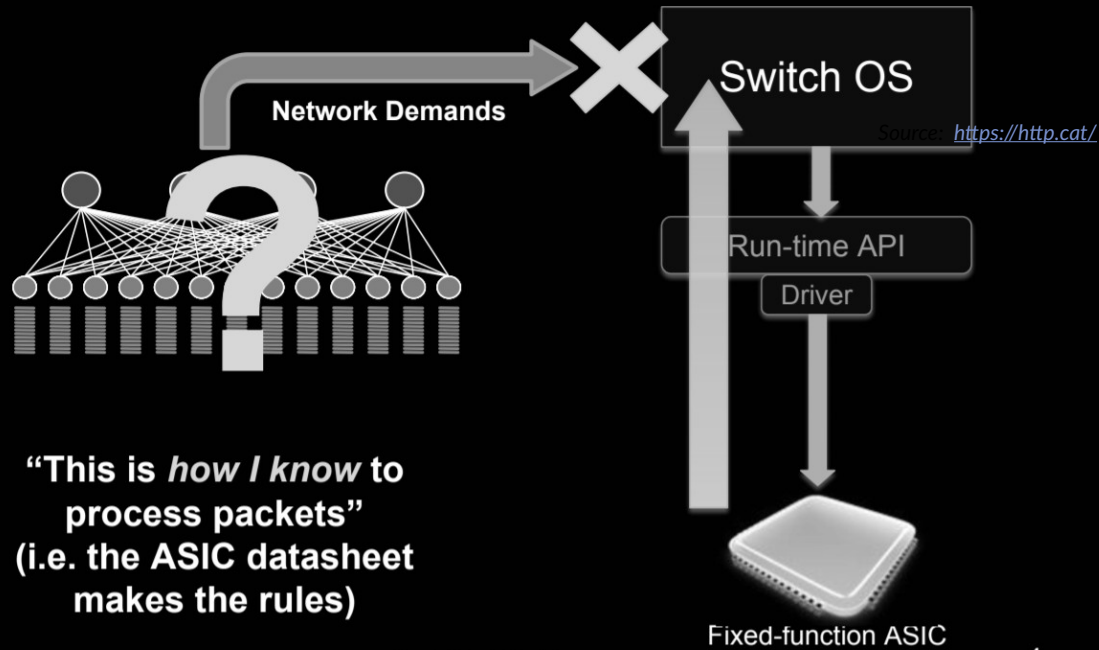 Network Demands
Switch OS
Source: https://http.cat/
Run-time API
Driver
“This is how I know to
process packets”
(i.e. the ASIC datasheet
makes the rules)
Fixed-function ASIC